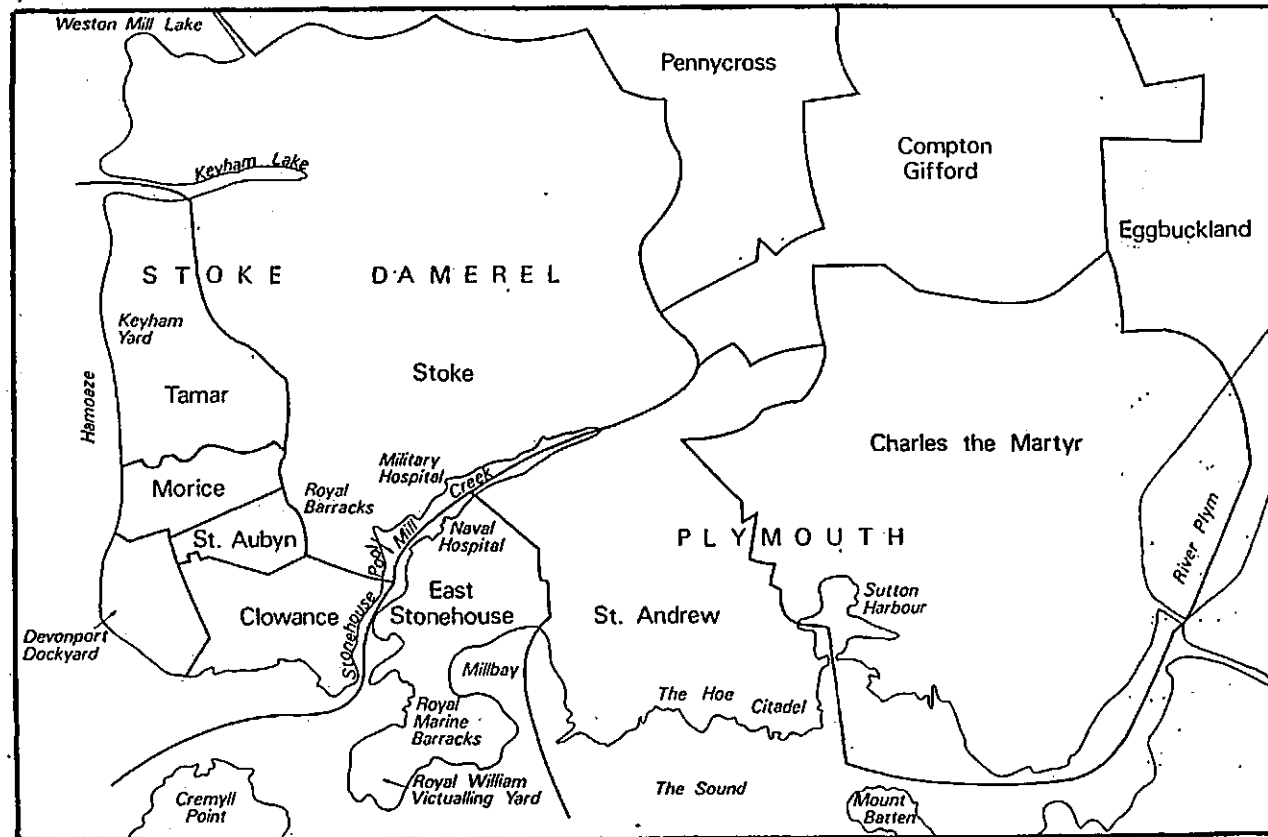 Weston Mill Lake
Pennycross
Compton
Gifford
Keyham Lake
Eggbuckland
STOKE DAMEREL
Keyham
Yard
Hamoaze
Stoke
Tamar
Charles the Martyr
Military
Hospital
Morice
Royal
Barracks
Creek
Mill
Pool
Stonehouse
Naval
Hospital
PLYMOUTH
St. Aubyn
River Plym
East
Stonehouse
Sutton
Harbour
Clowance
St. Andrew
Devonport
Dockyard
Millbay
The Hoe
Citadel
Royal
Marine
Barracks
Royal William
Victualling Yard
The Sound
Cremyll
Point
Mount
Batten